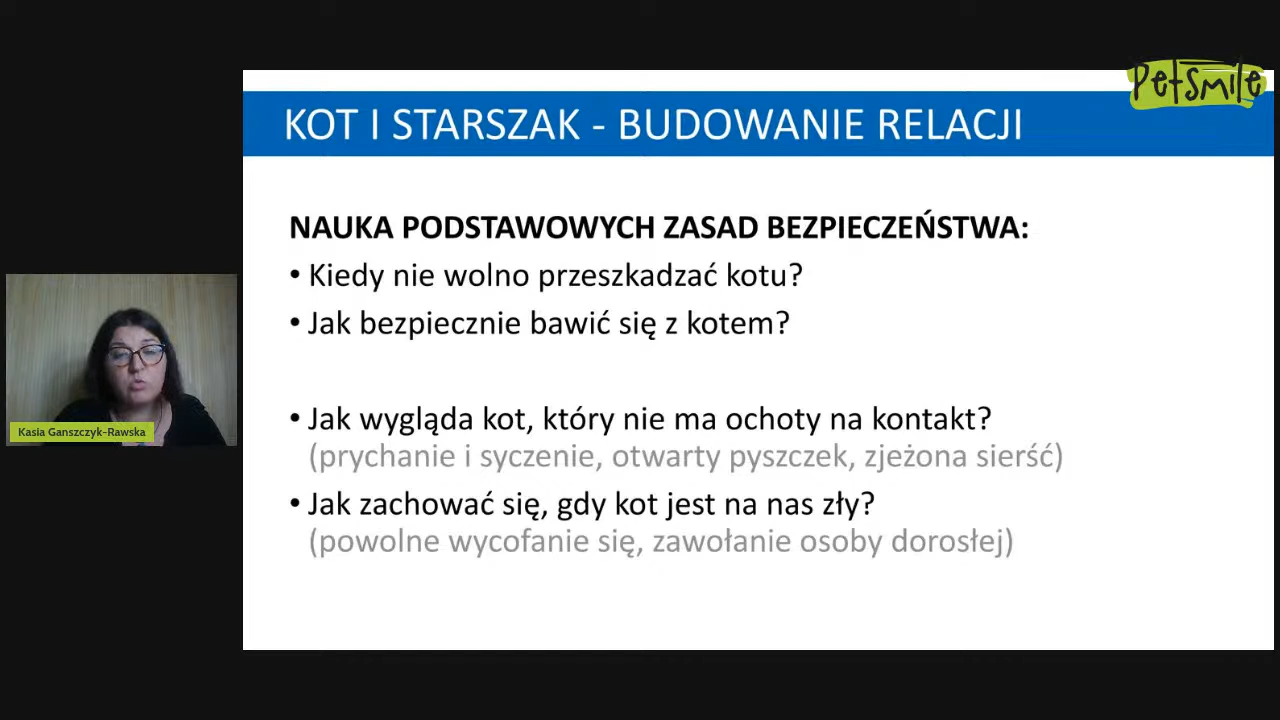 PetSmile
KOT I STARSZAK - BUDOWANIE RELACJI
NAUKA PODSTAWOWYCH ZASAD BEZPIECZEŃSTWA:
• Kiedy nie wolno przeszkadzać kotu?
• Jak bezpiecznie bawić się z kotem?
• Jak wygląda kot, który nie ma ochoty na kontakt?
(prychanie i syczenie, otwarty pyszczek, zjeżona sierść)
• Jak zachować się, gdy kot jest na nas zły?
(powolne wycofanie się, zawołanie osoby dorosłej)
Kasia Ganszczyk-Rawska